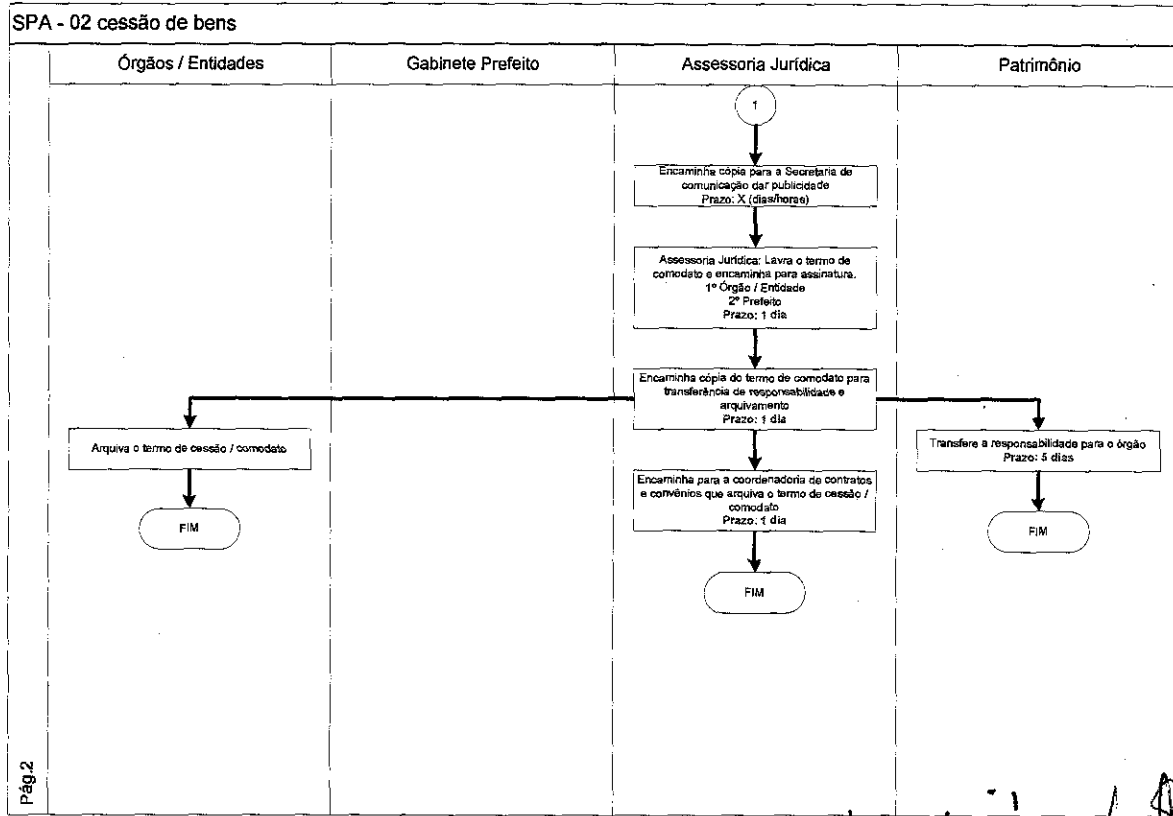 SPA - 02 cessão de bens
Órgãos / Entidades
Gabinete Prefeito
Assessoria Jurídica
Patrimônio
1
Encaminha cópia para a Secretaria de
comunicação dar publicidade
Prazo: X (dias/horas)
Assessoria Jurídica: Lavra o termo de
comodato e encaminha para assinatura.
1º Órgão / Entidade
2º Prefeito
Prazo: 1 dia
Encaminha cópia do termo de comodato para
transferência de responsabilidade e
arquivamento
Prazo: 1 dia
Arquiva o termo de cessão / comodato
Transfere a responsabilidade para o órgão
Prazo: 5 dias
Encaminha para a coordenadoria de contratos
e convênios que arquiva o termo de cessão /
comodato
Prazo: 1 dia
FIM
FIM
FIM
Pág.2